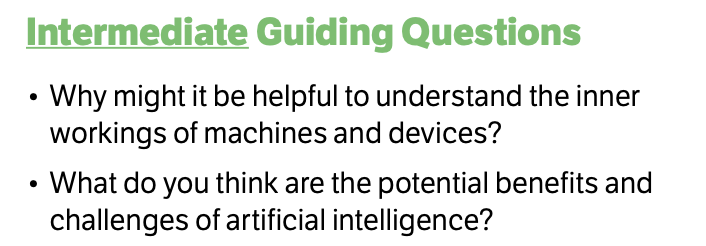 Intermediate Guiding Questions
• Why might it be helpful to understand the inner
workings of machines and devices?
• What do you think are the potential benefits and
challenges of artificial intelligence?